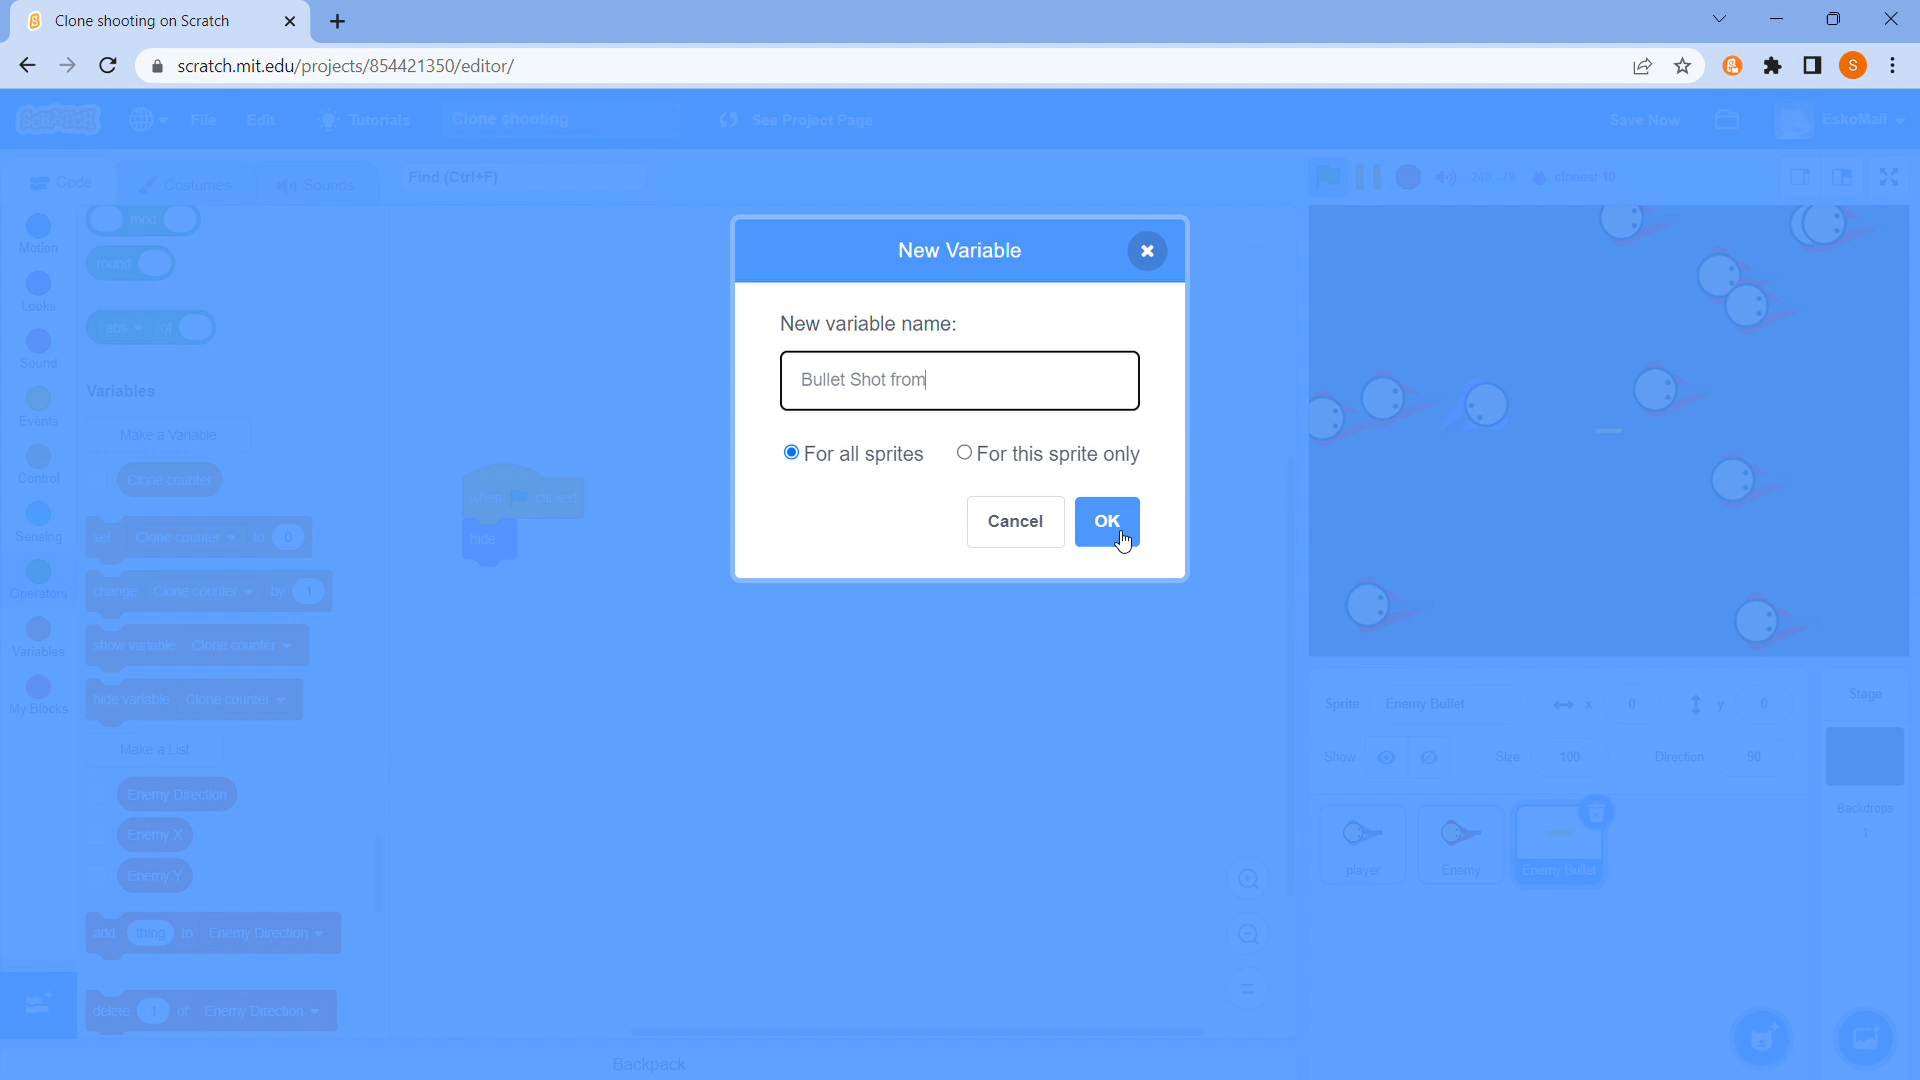 Clone shooting on Scratch
scratch.mit.edu/projects/854421350/editor/
S
SCRATCH
File
Edit
Tutorials
Clone shooting
See Project Page
Save Now
EskoMail
Code
Costumes
Sounds
Find (Ctrl+F)
clones: 10
Motion
Looks
Sound
Events
Control
Sensing
Operators
Variables
My Blocks
mod
round
abs of
Variables
Make a Variable
Clone counter
set Clone counter to 0
change Clone counter by 1
show variable Clone counter
hide variable Clone counter
Make a List
Enemy Direction
Enemy X
Enemy Y
add thing to Enemy Direction
delete 1 of Enemy Direction
when clicked
hide
New Variable
New variable name:
Bullet Shot from
For all sprites
For this sprite only
Cancel
OK
Sprite Enemy Bullet x 0 y 0
Show Size 100 Direction 90
player
Enemy
Enemy Bullet
Stage
Backdrops
1
Backpack